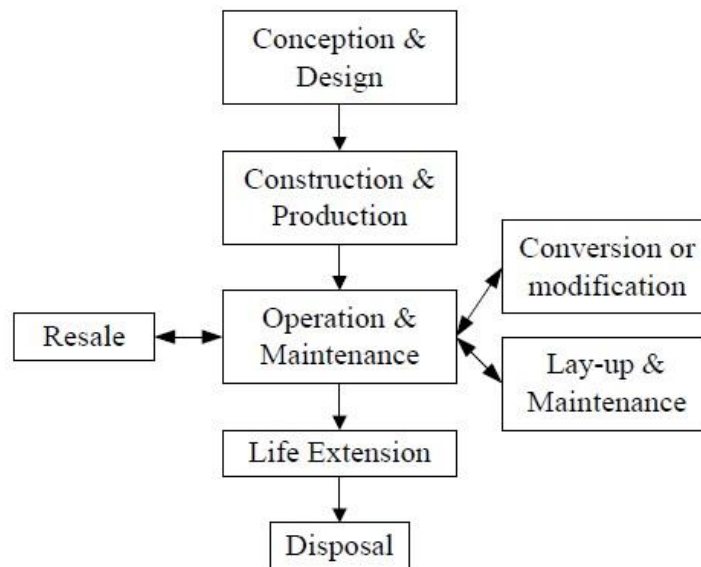 Conception &
Design
Construction &
Production
Conversion or
modification
Resale
Operation &
Maintenance
Lay-up &
Maintenance
Life Extension
Disposal